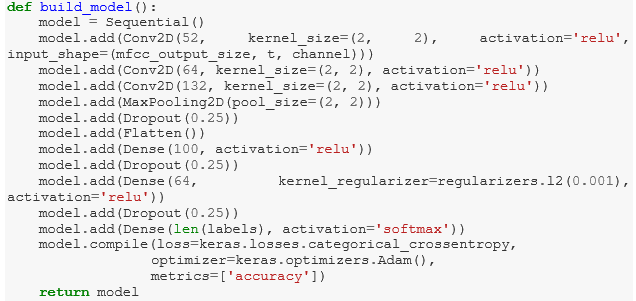 def build_model():
    model = Sequential()
    model.add(Conv2D(52, kernel_size=(2, 2), activation='relu',
input_shape=(mfcc_output_size, t, channel)))
    model.add(Conv2D(64, kernel_size=(2, 2), activation='relu'))
    model.add(Conv2D(132, kernel_size=(2, 2), activation='relu'))
    model.add(MaxPooling2D(pool_size=(2, 2)))
    model.add(Dropout(0.25))
    model.add(Flatten())
    model.add(Dense(100, activation='relu'))
    model.add(Dropout(0.25))
    model.add(Dense(64, kernel_regularizer=regularizers.l2(0.001),
activation='relu'))
    model.add(Dropout(0.25))
    model.add(Dense(len(labels), activation='softmax'))
    model.compile(loss=keras.losses.categorical_crossentropy,
                  optimizer=keras.optimizers.Adam(),
                  metrics=['accuracy'])
    return model